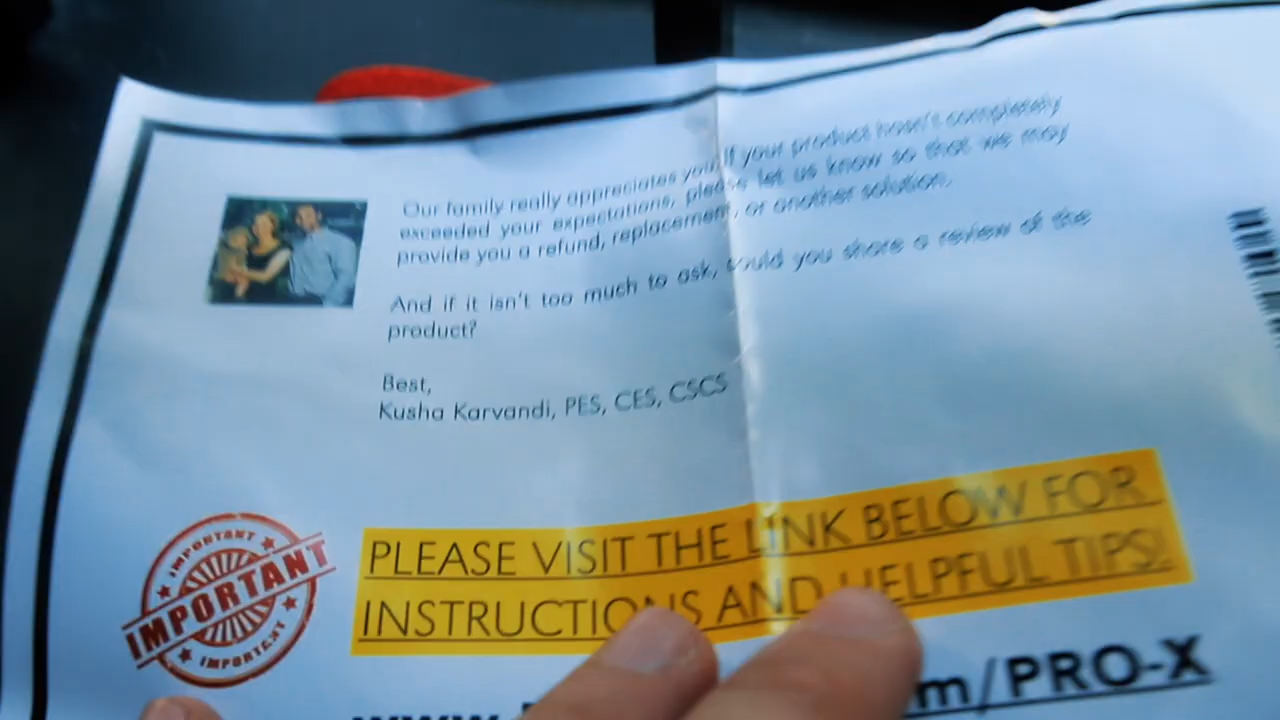 Our family really appreciates you. If your product hasn't completely
exceeded your expectations, please let us know so that we may
provide you a refund, replacement, or another solution.
And if it isn't too much to ask, could you share a review of the
product?
Best,
Kusha Karvandi, PES, CES, CSCS
IMPORTANT
IMPORTANT
IMPORTANT
PLEASE VISIT THE LINK BELOW FOR
INSTRUCTIONS AND HELPFUL TIPS!
www. m/PRO-X